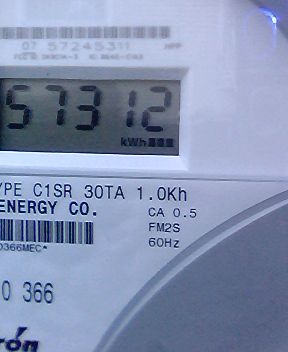 07 57245311
57312
kWh
YPE C1SR 30TA 1.0Kh
ENERGY CO.
CA 0.5
FM2S
60Hz
0366MEC*
0 366
rón